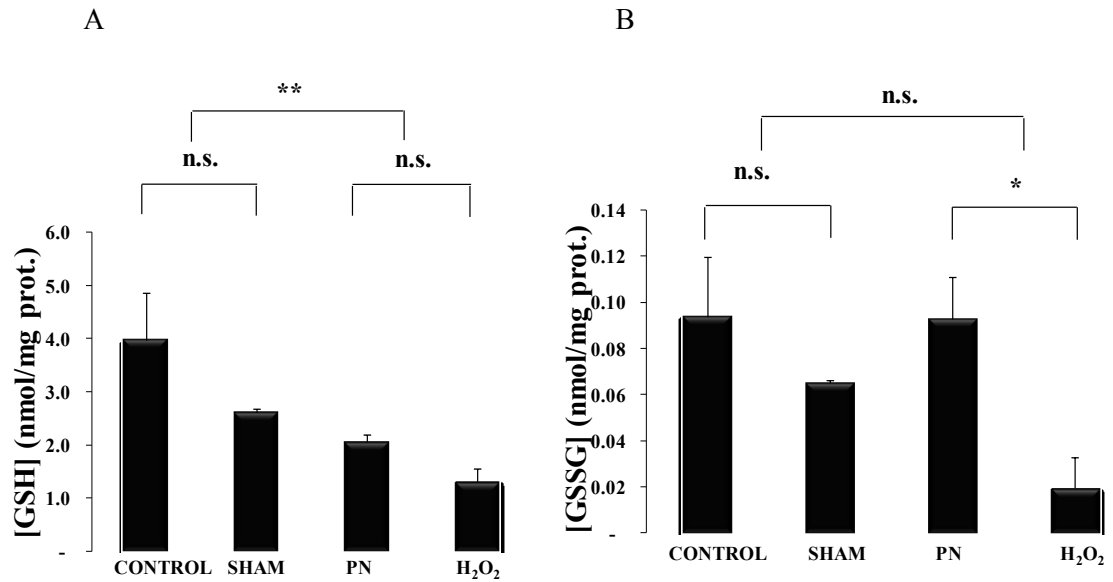 A
**
n.s.
n.s.
[GSH] (nmol/mg prot.)
6.0
5.0
4.0
3.0
2.0
1.0
-
CONTROL SHAM PN H₂O₂
B
n.s.
n.s.
*
[GSSG] (nmol/mg prot.)
0.14
0.12
0.10
0.08
0.06
0.04
0.02
-
CONTROL SHAM PN H₂O₂